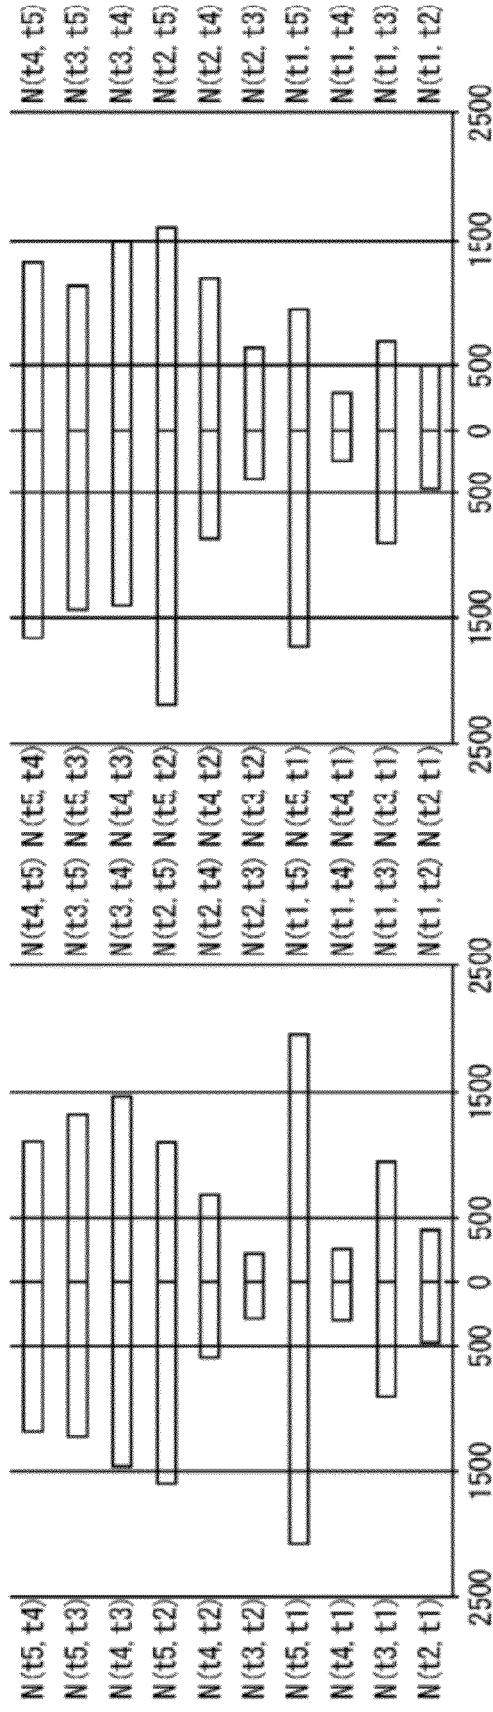 N(t5, t4) N(t4, t5) N(t5, t4) N(t4, t5)
N(t5, t3) N(t3, t5) N(t5, t3) N(t3, t5)
N(t4, t3) N(t3, t4) N(t4, t3) N(t3, t4)
N(t5, t2) N(t2, t5) N(t5, t2) N(t2, t5)
N(t4, t2) N(t2, t4) N(t4, t2) N(t2, t4)
N(t3, t2) N(t2, t3) N(t3, t2) N(t2, t3)
N(t5, t1) N(t1, t5) N(t5, t1) N(t1, t5)
N(t4, t1) N(t1, t4) N(t4, t1) N(t1, t4)
N(t3, t1) N(t1, t3) N(t3, t1) N(t1, t3)
N(t2, t1) N(t1, t2) N(t2, t1) N(t1, t2)
2500 1500 500 0 500 1500 2500 2500 1500 500 0 500 1500 2500